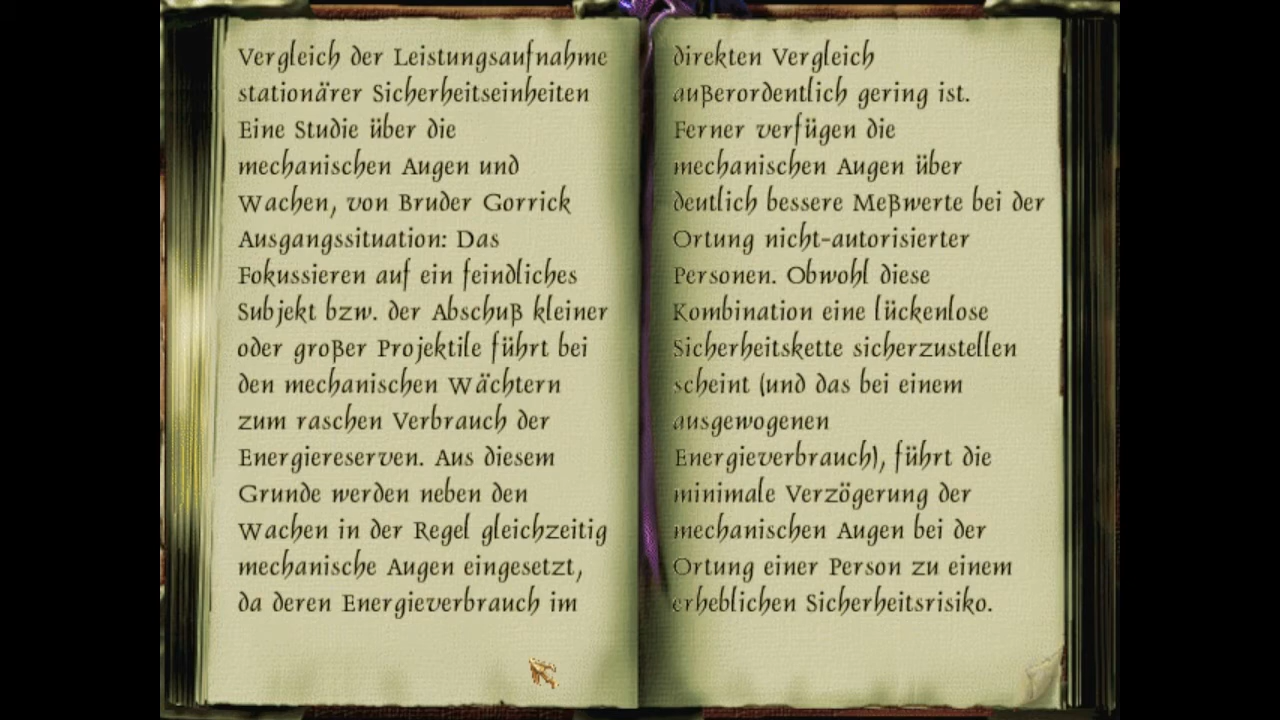 Vergleich der Leistungsaufnahme
stationärer Sicherheitseinheiten
Eine Studie über die
mechanischen Augen und
Wachen, von Bruder Gorrick
Ausgangssituation: Das
Fokussieren auf ein feindliches
Subjekt bzw. der Abschuß kleiner
oder großer Projektile führt bei
den mechanischen Wächtern
zum raschen Verbrauch der
Energiereserven. Aus diesem
Grunde werden neben den
Wachen in der Regel gleichzeitig
mechanische Augen eingesetzt,
da deren Energieverbrauch im
direkten Vergleich
außerordentlich gering ist.
Ferner verfügen die
mechanischen Augen über
deutlich bessere Meßwerte bei der
Ortung nicht-autorisierter
Personen. Obwohl diese
Kombination eine lückenlose
Sicherheitskette sicherzustellen
scheint (und das bei einem
ausgewogenen
Energieverbrauch), führt die
minimale Verzögerung der
mechanischen Augen bei der
Ortung einer Person zu einem
erheblichen Sicherheitsrisiko.